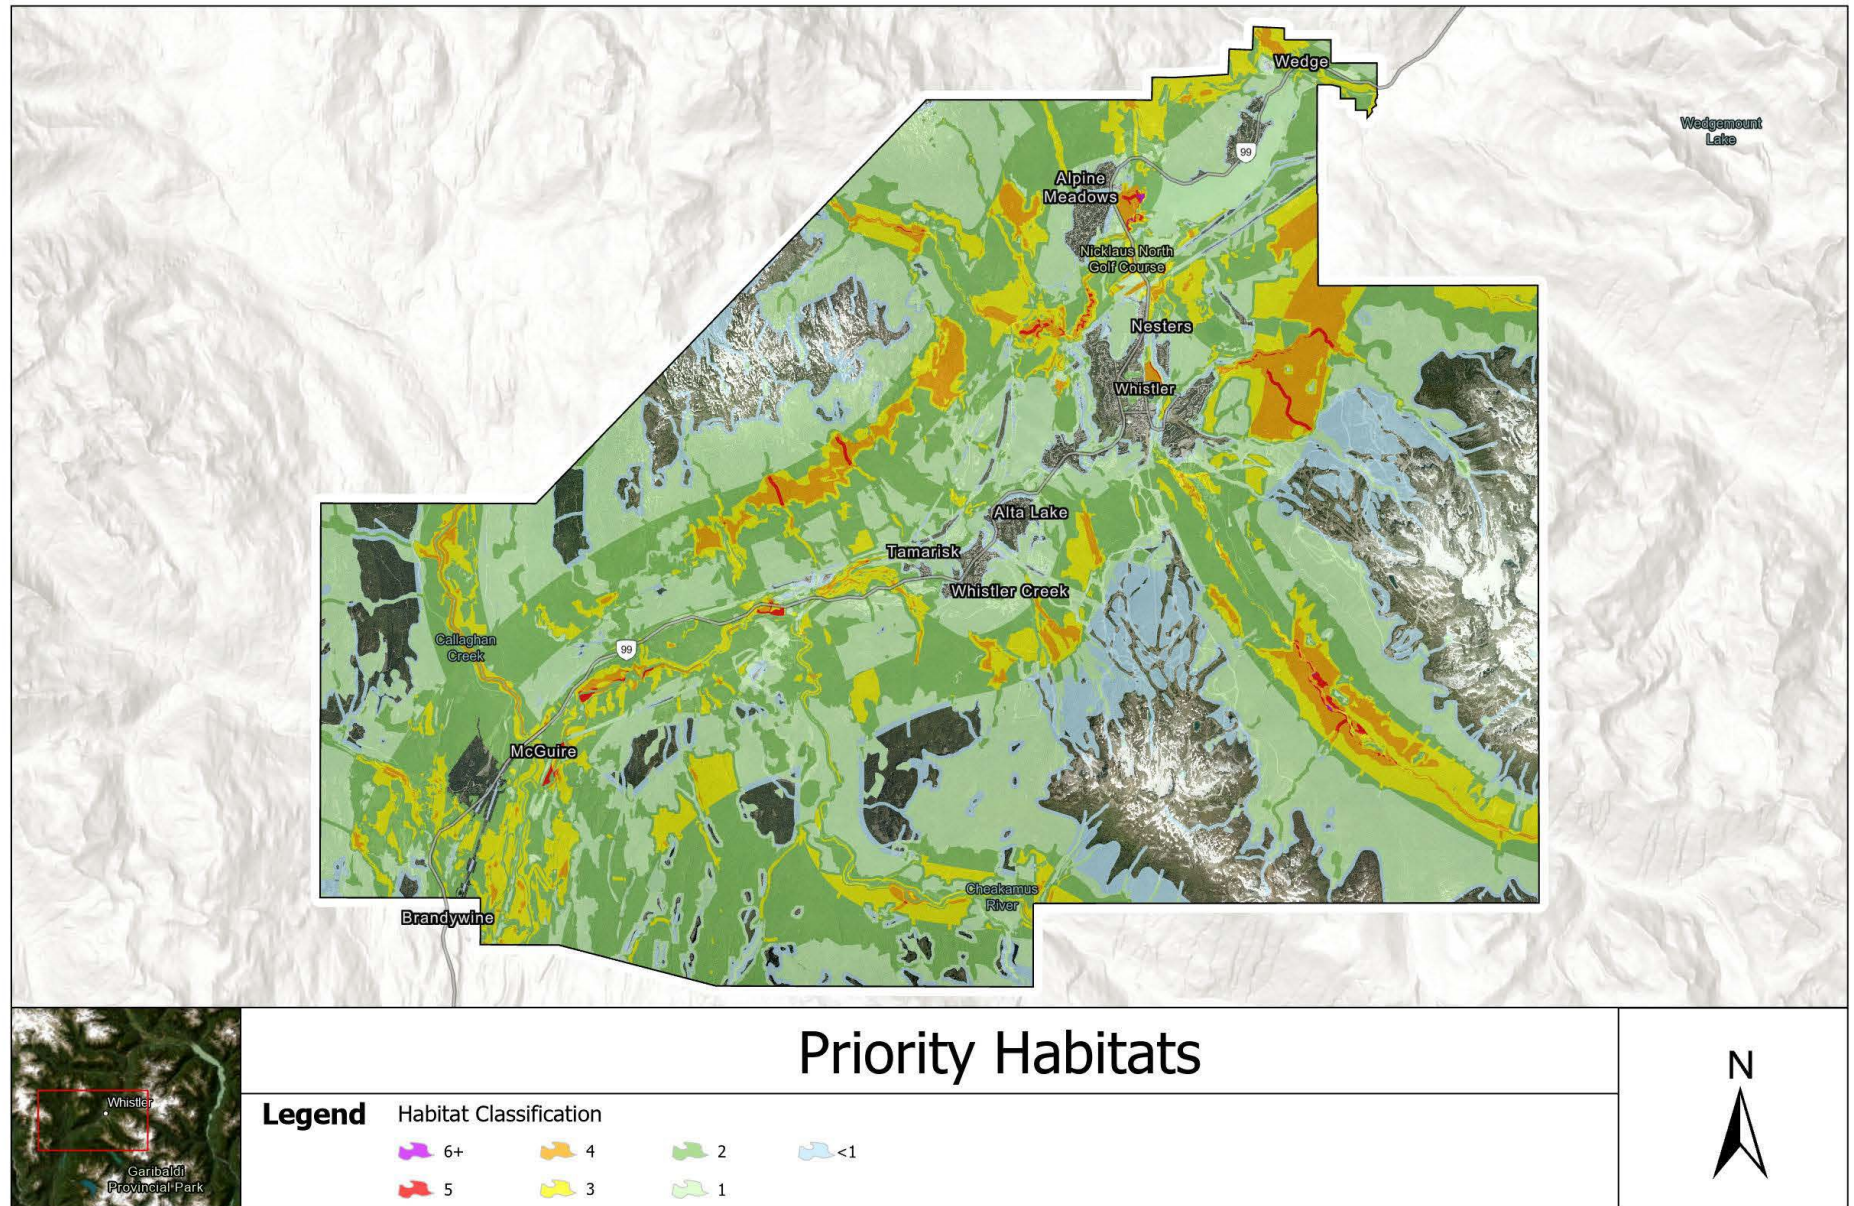 Wedge
Wedgemount
Lake
99
Alpine
Meadows
Nicklaus North
Golf Course
Nesters
Whistler
Alta Lake
Tamarisk
Whistler Creek
Callaghan
Creek
99
McGuire
Cheakamus
River
Brandywine
Priority Habitats
N
Whistler
Garibaldi
Provincial Park
Legend
Habitat Classification
6+
4
2
<1
5
3
1